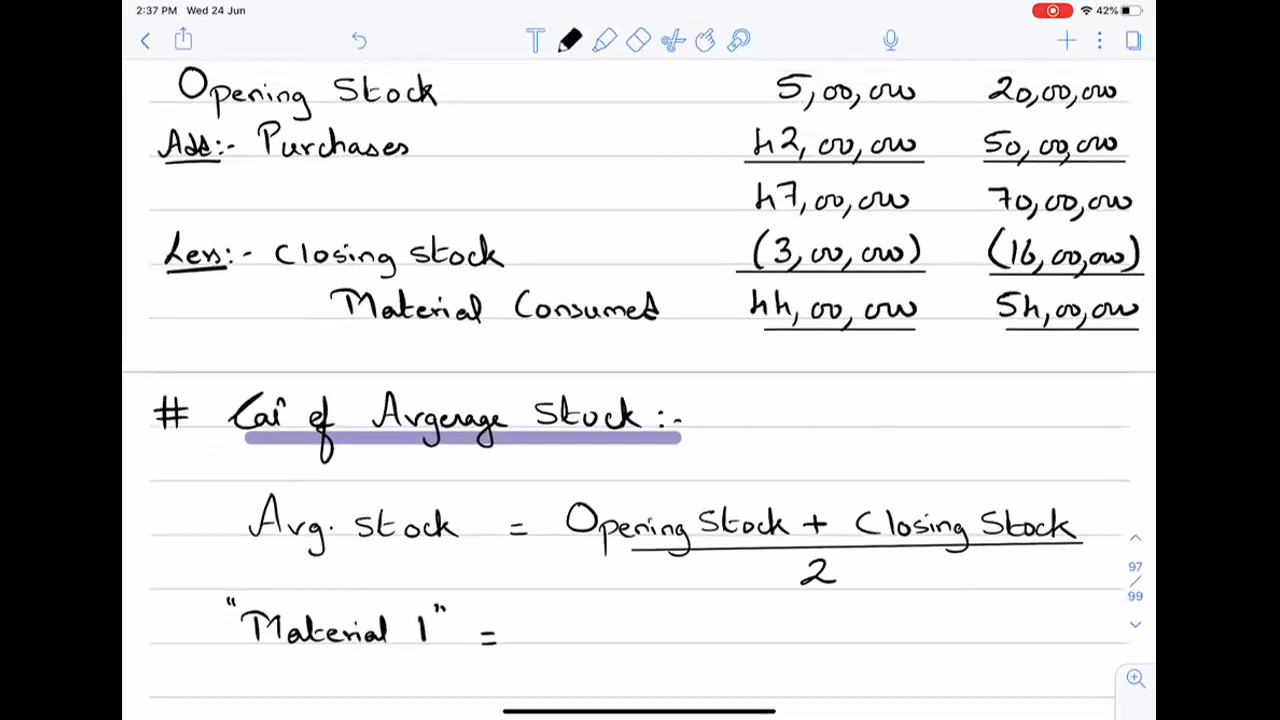 2:37 PM Wed 24 Jun 42%
Opening Stock 5,00,000 20,00,000
Add:- Purchases 42,00,000 50,00,000
47,00,000 70,00,000
Less:- Closing stock (3,00,000) (16,00,000)
Material Consumed 44,00,000 54,00,000
# Caln of Argerage Stock:-
Avg. Stock = Opening Stock + Closing Stock
2
97
/
99
"Material 1" =